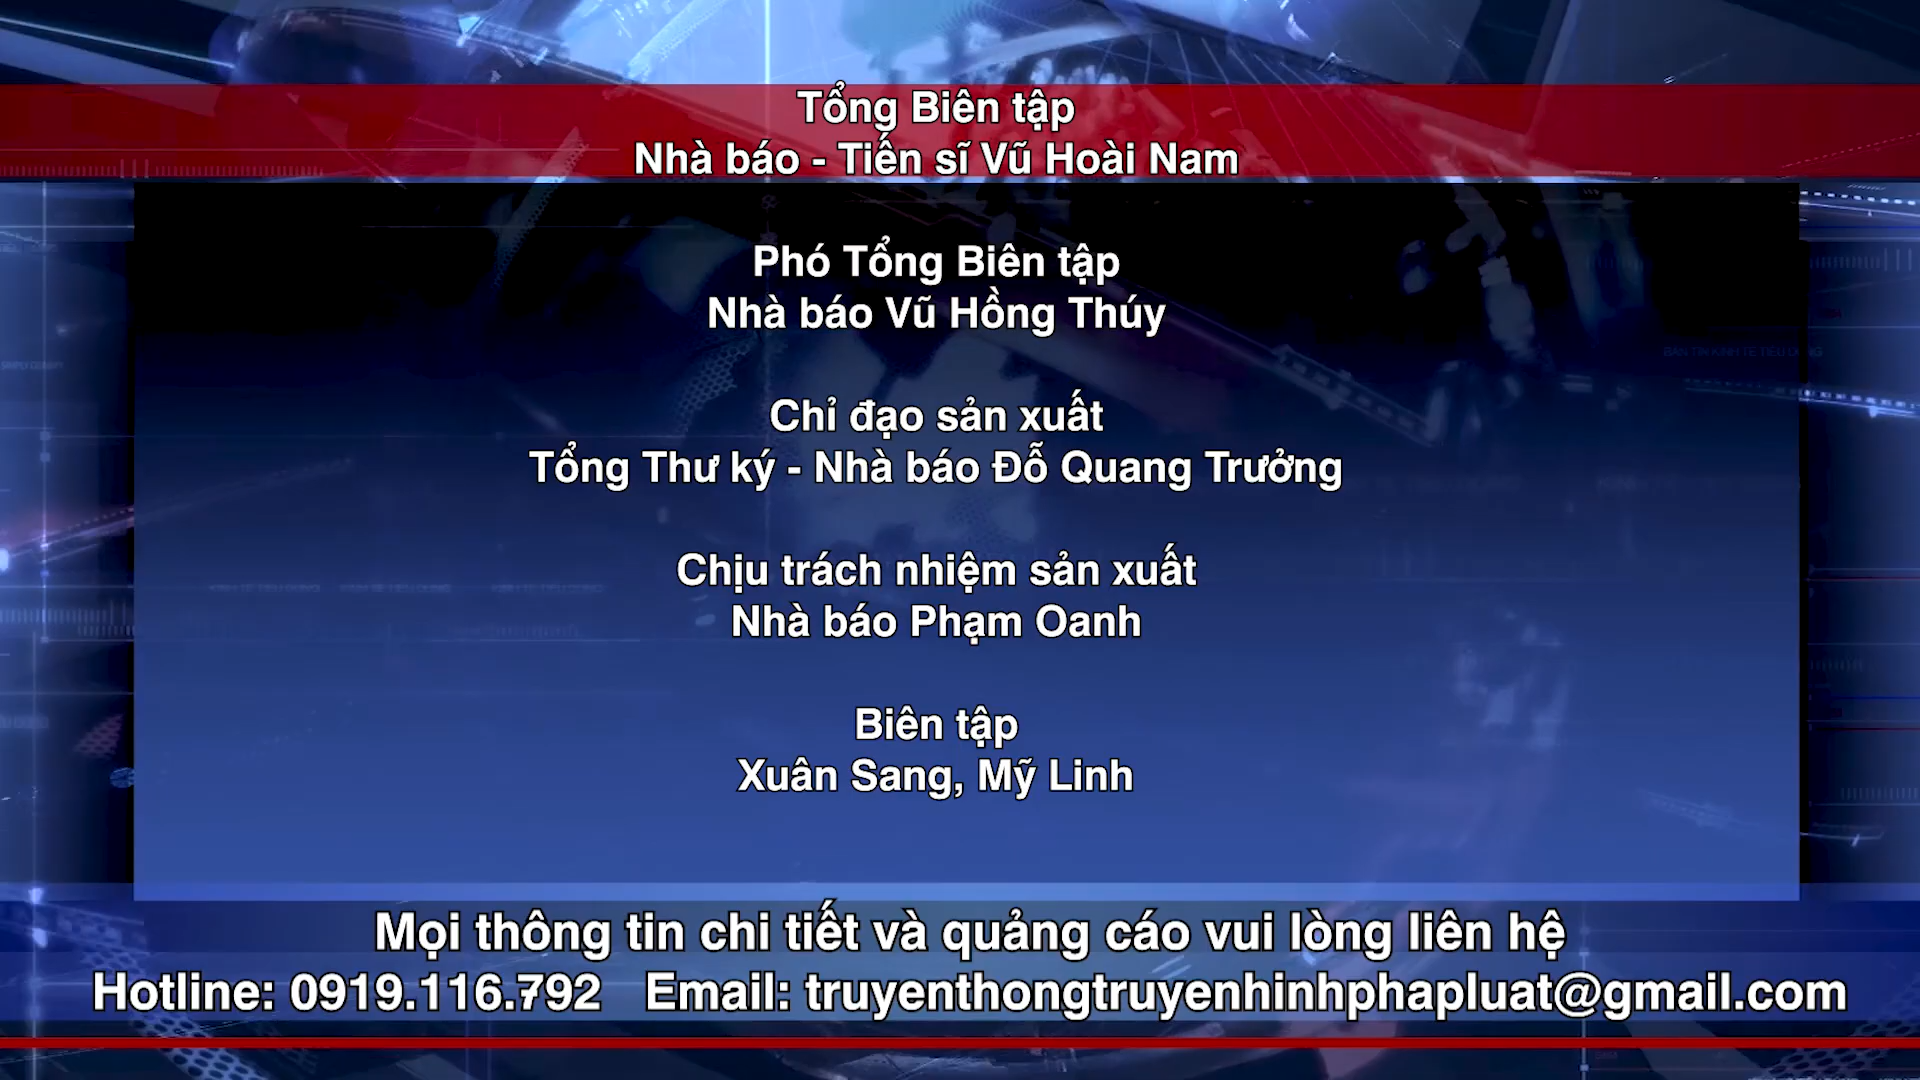 Tổng Biên tập
Nhà báo - Tiến sĩ Vũ Hoài Nam
Phó Tổng Biên tập
Nhà báo Vũ Hồng Thúy
Chỉ đạo sản xuất
Tổng Thư ký - Nhà báo Đỗ Quang Trưởng
Chịu trách nhiệm sản xuất
Nhà báo Phạm Oanh
Biên tập
Xuân Sang, Mỹ Linh
Mọi thông tin chi tiết và quảng cáo vui lòng liên hệ
Hotline: 0919.116.792 Email: truyenthongtruyenhinhphapluat@gmail.com